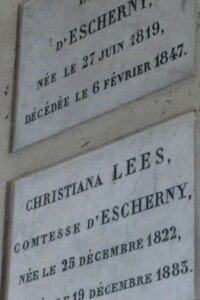 D'ESCHERNY,
NÉE LE 27 JUIN 1819,
DÉCÉDÉE LE 6 FÉVRIER 1847.
CHRISTIANA LEES,
COMTESSE D'ESCHERNY,
NÉE LE 25 DÉCEMBRE 1822,
LE 19 DÉCEMBRE 1883.